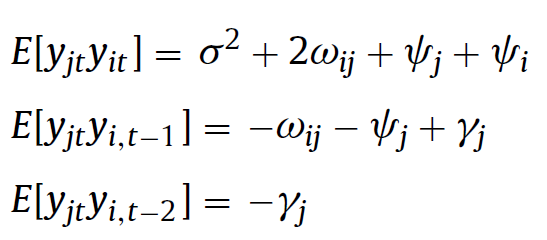 E[y_{jt}y_{it}] = σ² + 2ω_{ij} + ψ_j + ψ_i
E[y_{jt}y_{i,t−1}] = −ω_{ij} − ψ_j + γ_j
E[y_{jt}y_{i,t−2}] = −γ_j